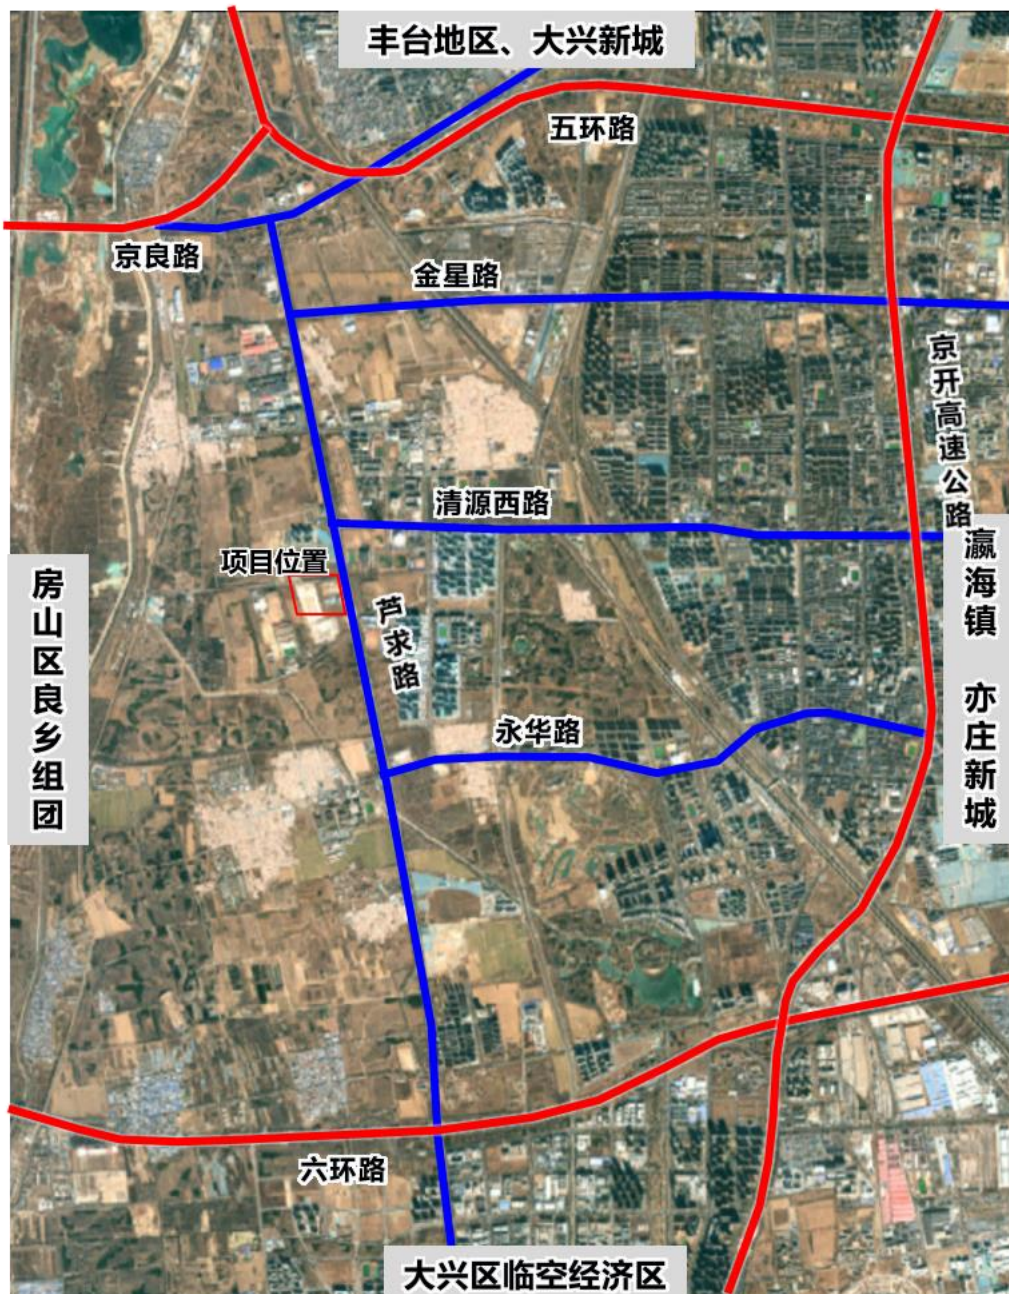 丰台地区、大兴新城
五环路
京良路
金星路
京开高速公路
清源西路
项目位置
芦求路
房山区良乡组团
瀛海镇 亦庄新城
永华路
六环路
大兴区临空经济区